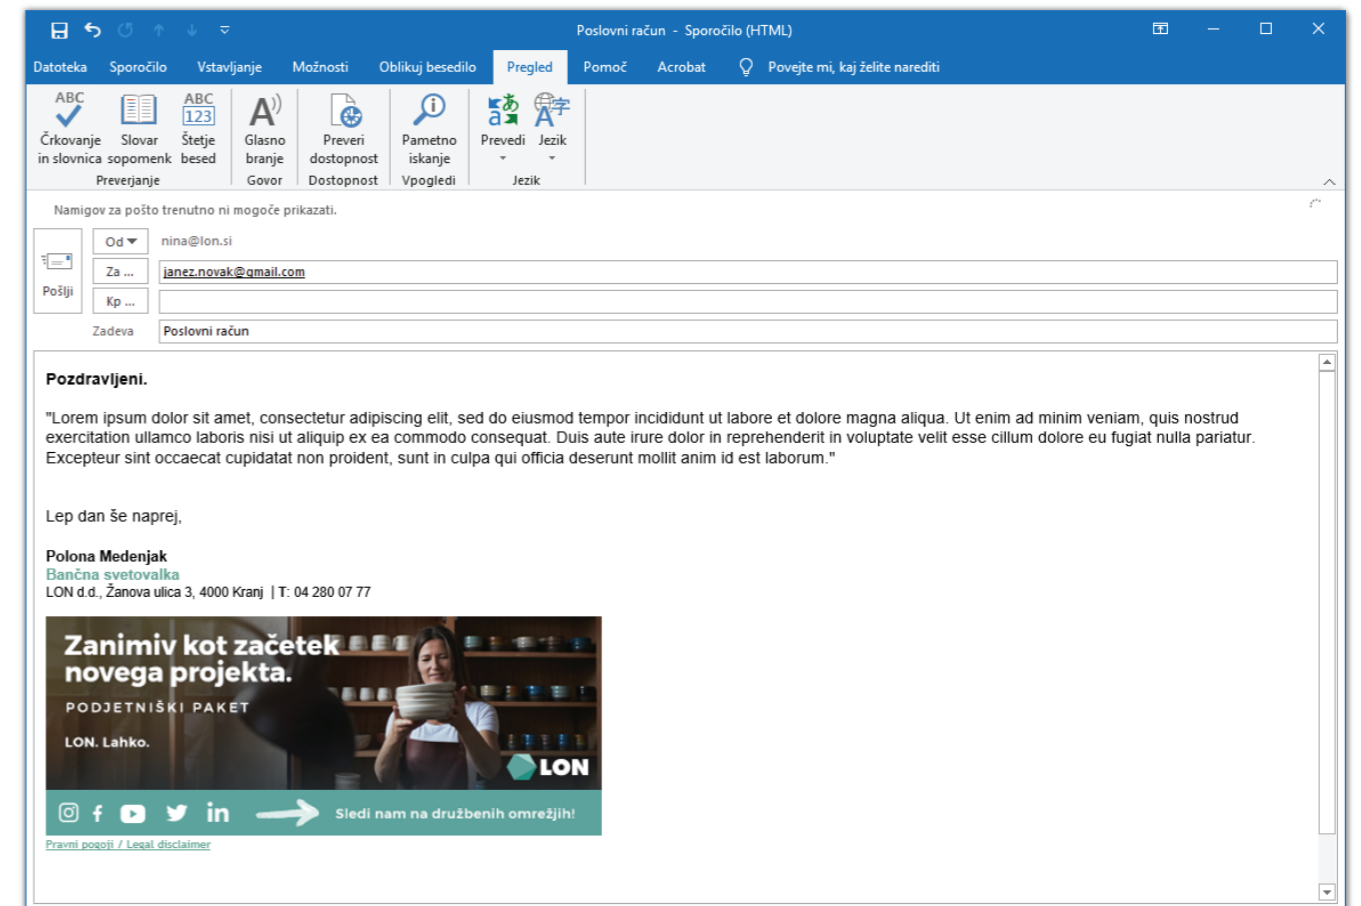 Poslovni račun - Sporočilo (HTML)
Datoteka Sporočilo Vstavljanje Možnosti Oblikuj besedilo Pregled Pomoč Acrobat Povejte mi, kaj želite narediti
ABC ABC 123 A a あ A 字
Črkovanje in slovnica
Slovar sopomenk
Štetje besed
Glasno branje
Preveri dostopnost
Pametno iskanje
Prevedi
Jezik
Preverjanje Govor Dostopnost Vpogledi Jezik
Namigov za pošto trenutno ni mogoče prikazati.
Pošlji
Od nina@lon.si
Za ... janez.novak@gmail.com
Kp ...
Zadeva Poslovni račun
Pozdravljeni.
"Lorem ipsum dolor sit amet, consectetur adipiscing elit, sed do eiusmod tempor incididunt ut labore et dolore magna aliqua. Ut enim ad minim veniam, quis nostrud
exercitation ullamco laboris nisi ut aliquip ex ea commodo consequat. Duis aute irure dolor in reprehenderit in voluptate velit esse cillum dolore eu fugiat nulla pariatur.
Excepteur sint occaecat cupidatat non proident, sunt in culpa qui officia deserunt mollit anim id est laborum."
Lep dan še naprej,
Polona Medenjak
Bančna svetovalka
LON d.d., Žanova ulica 3, 4000 Kranj | T: 04 280 07 77
Zanimiv kot začetek
novega projekta.
PODJETNIŠKI PAKET
LON. Lahko.
LON
Sledi nam na družbenih omrežjih!
Pravni pogoji / Legal disclaimer